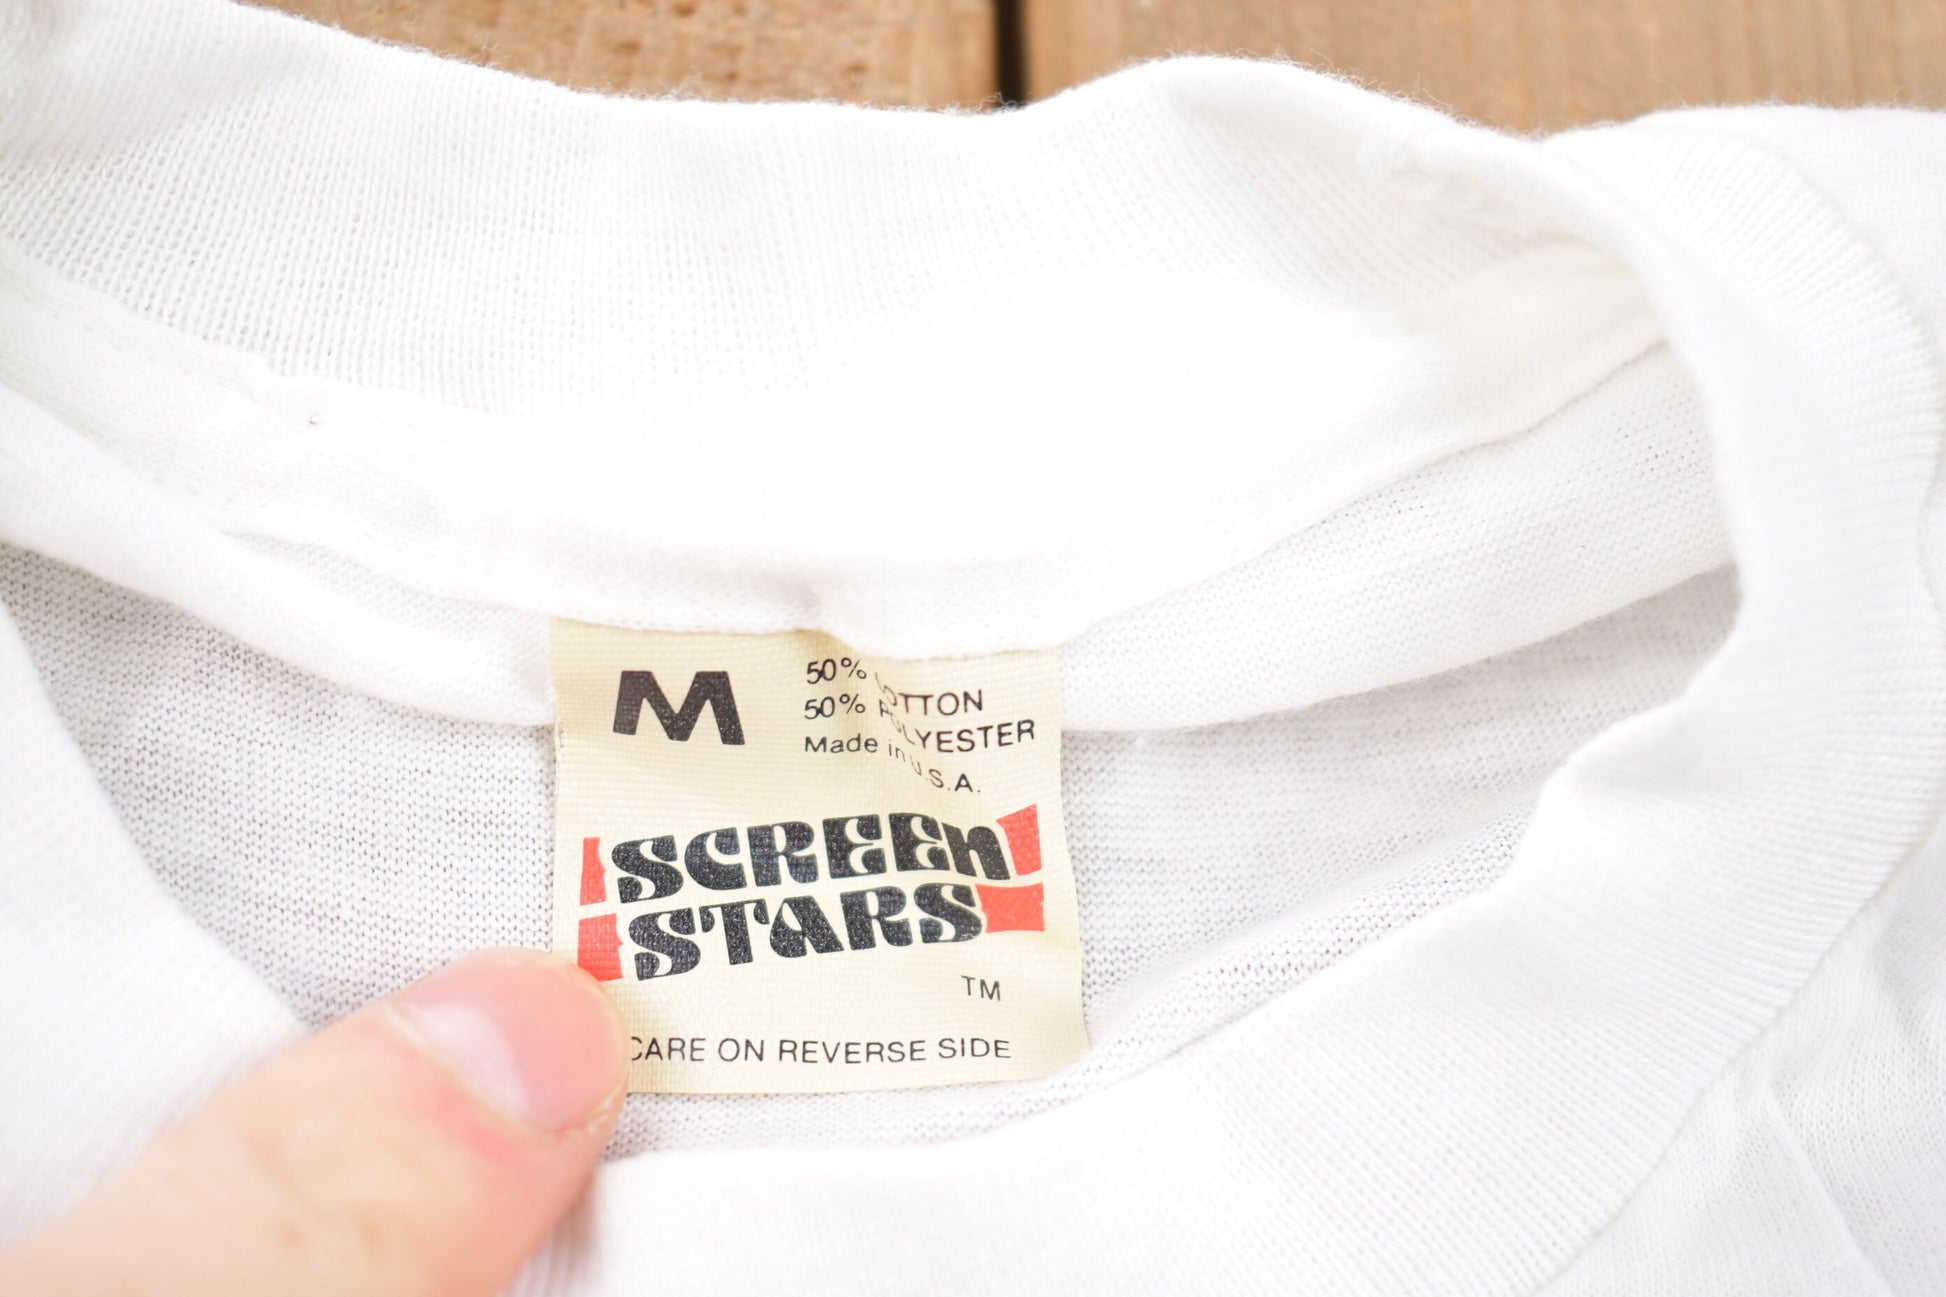 M
50% COTTON
50% POLYESTER
Made in U.S.A.
SCREEN
STARS
TM
CARE ON REVERSE SIDE